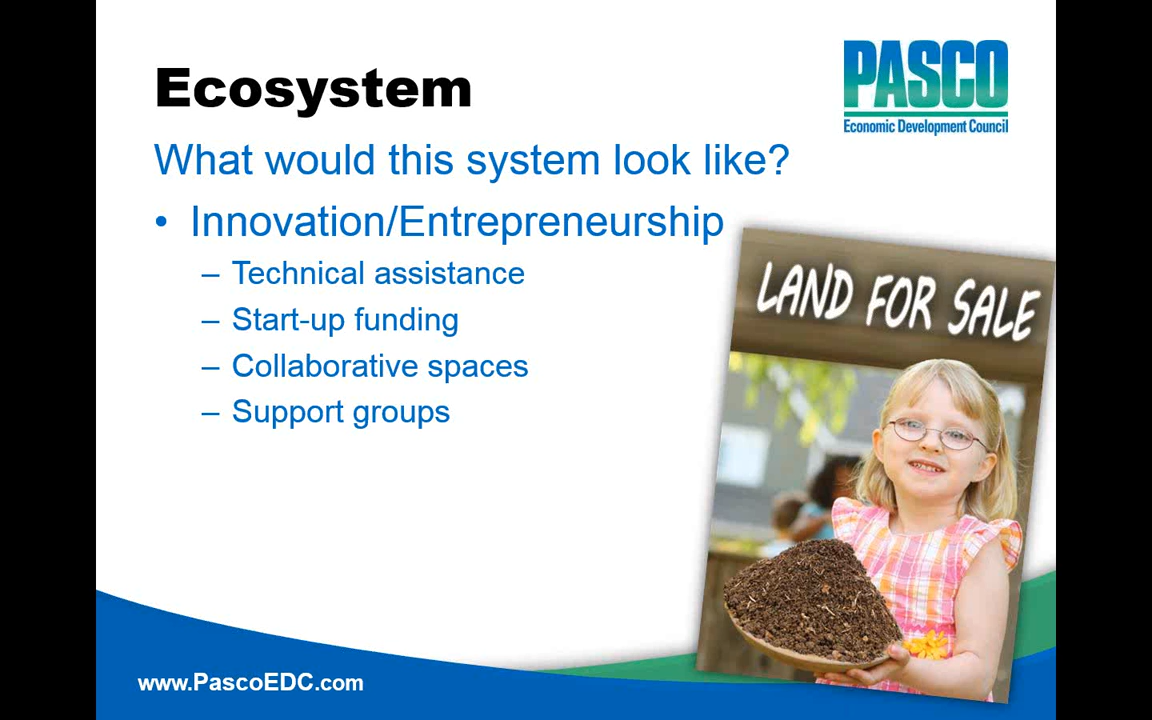 Ecosystem
PASCO
Economic Development Council
What would this system look like?
• Innovation/Entrepreneurship
– Technical assistance
– Start-up funding
– Collaborative spaces
– Support groups
LAND FOR SALE
www.PascoEDC.com